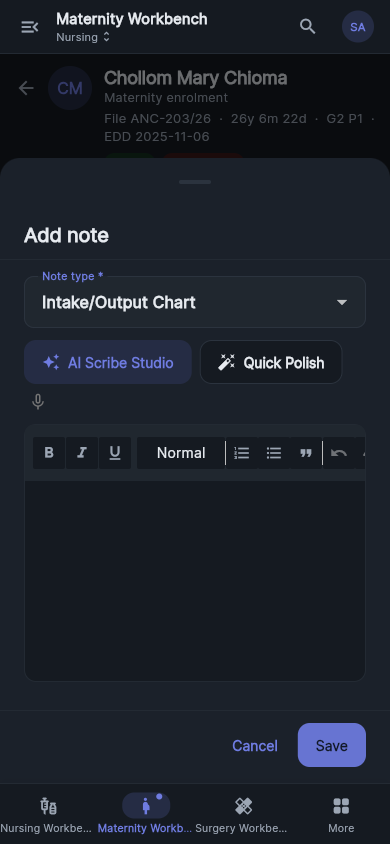 Maternity Workbench
Nursing
SA
CM
Chollom Mary Chioma
Maternity enrolment
File ANC-203/26 · 26y 6m 22d · G2 P1 ·
EDD 2025-11-06
Add note
Note type *
Intake/Output Chart
AI Scribe Studio
Quick Polish
B I U Normal
Cancel
Save
Nursing Workbe...
Maternity Workb...
Surgery Workbe...
More